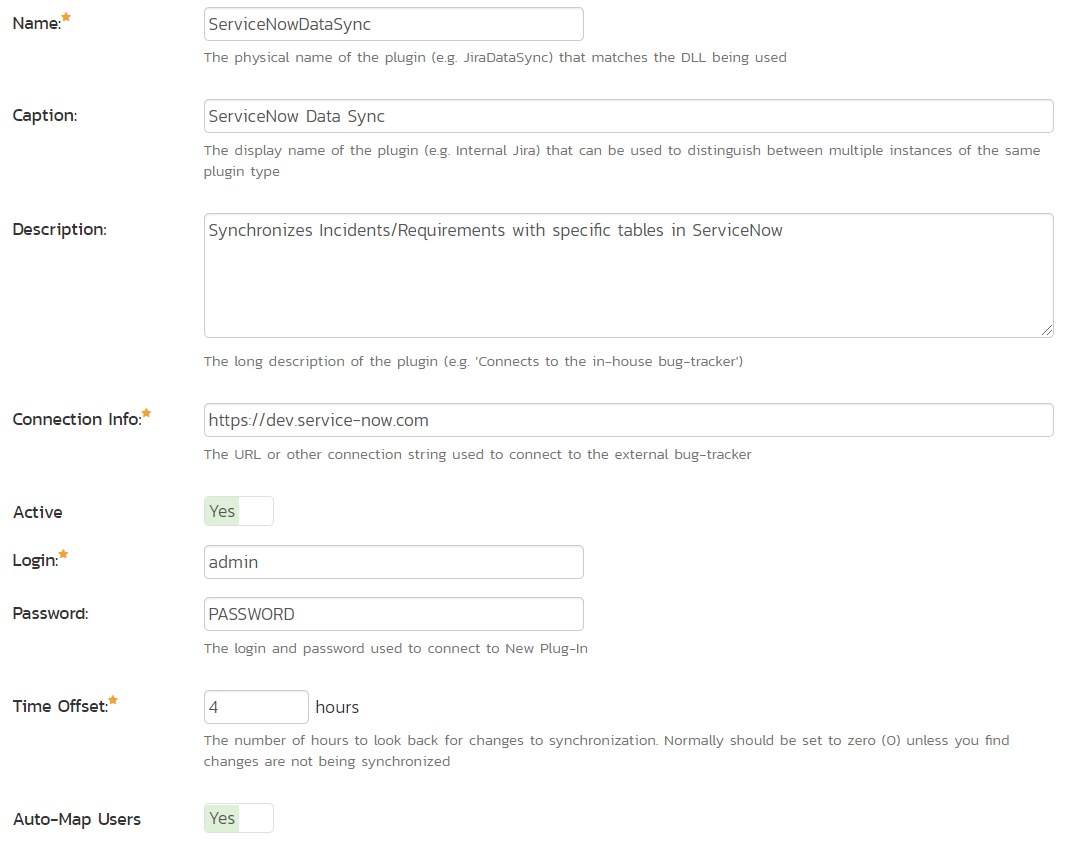 Name:
ServiceNowDataSync
The physical name of the plugin (e.g. JiraDataSync) that matches the DLL being used
Caption:
ServiceNow Data Sync
The display name of the plugin (e.g. Internal Jira) that can be used to distinguish between multiple instances of the same
plugin type
Description:
Synchronizes Incidents/Requirements with specific tables in ServiceNow
The long description of the plugin (e.g. 'Connects to the in-house bug-tracker')
Connection Info:
https://dev.service-now.com
The URL or other connection string used to connect to the external bug-tracker
Active
Yes
Login:
admin
Password:
PASSWORD
The login and password used to connect to New Plug-In
Time Offset:
4 hours
The number of hours to look back for changes to synchronization. Normally should be set to zero (0) unless you find
changes are not being synchronized
Auto-Map Users
Yes